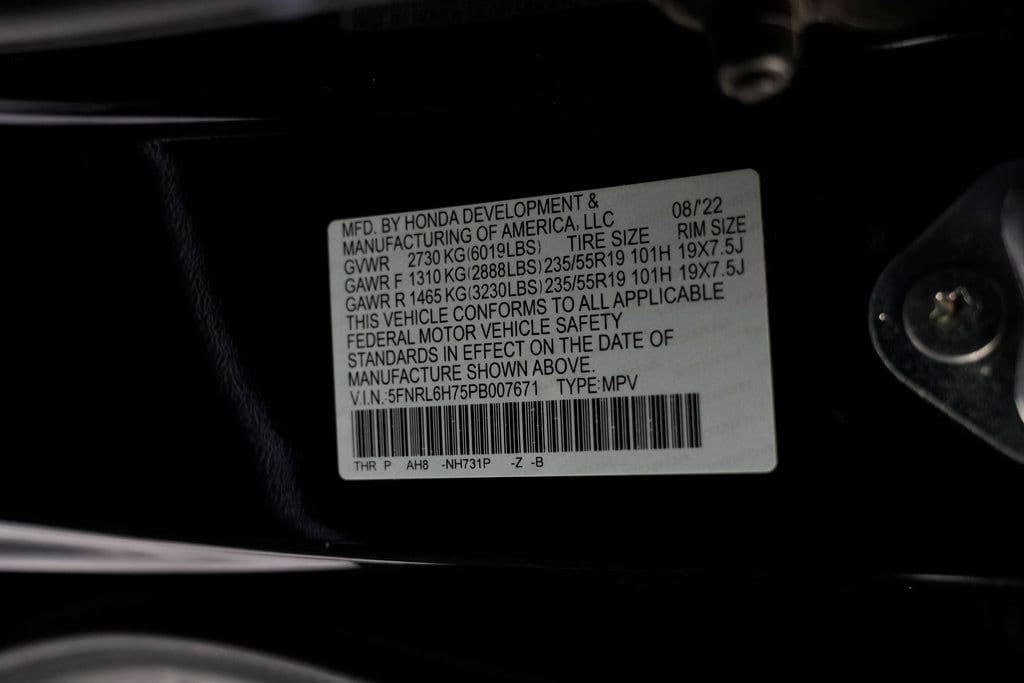 MFD. BY HONDA DEVELOPMENT &
MANUFACTURING OF AMERICA, LLC 08/'22
GVWR 2730 KG(6019LBS) TIRE SIZE RIM SIZE
GAWR F 1310 KG(2888LBS) 235/55R19 101H 19X7.5J
GAWR R 1465 KG(3230LBS) 235/55R19 101H 19X7.5J
THIS VEHICLE CONFORMS TO ALL APPLICABLE
FEDERAL MOTOR VEHICLE SAFETY
STANDARDS IN EFFECT ON THE DATE OF
MANUFACTURE SHOWN ABOVE.
V.I.N.:5FNRL6H75PB007671 TYPE:MPV
THR P AH8 -NH731P -Z -B